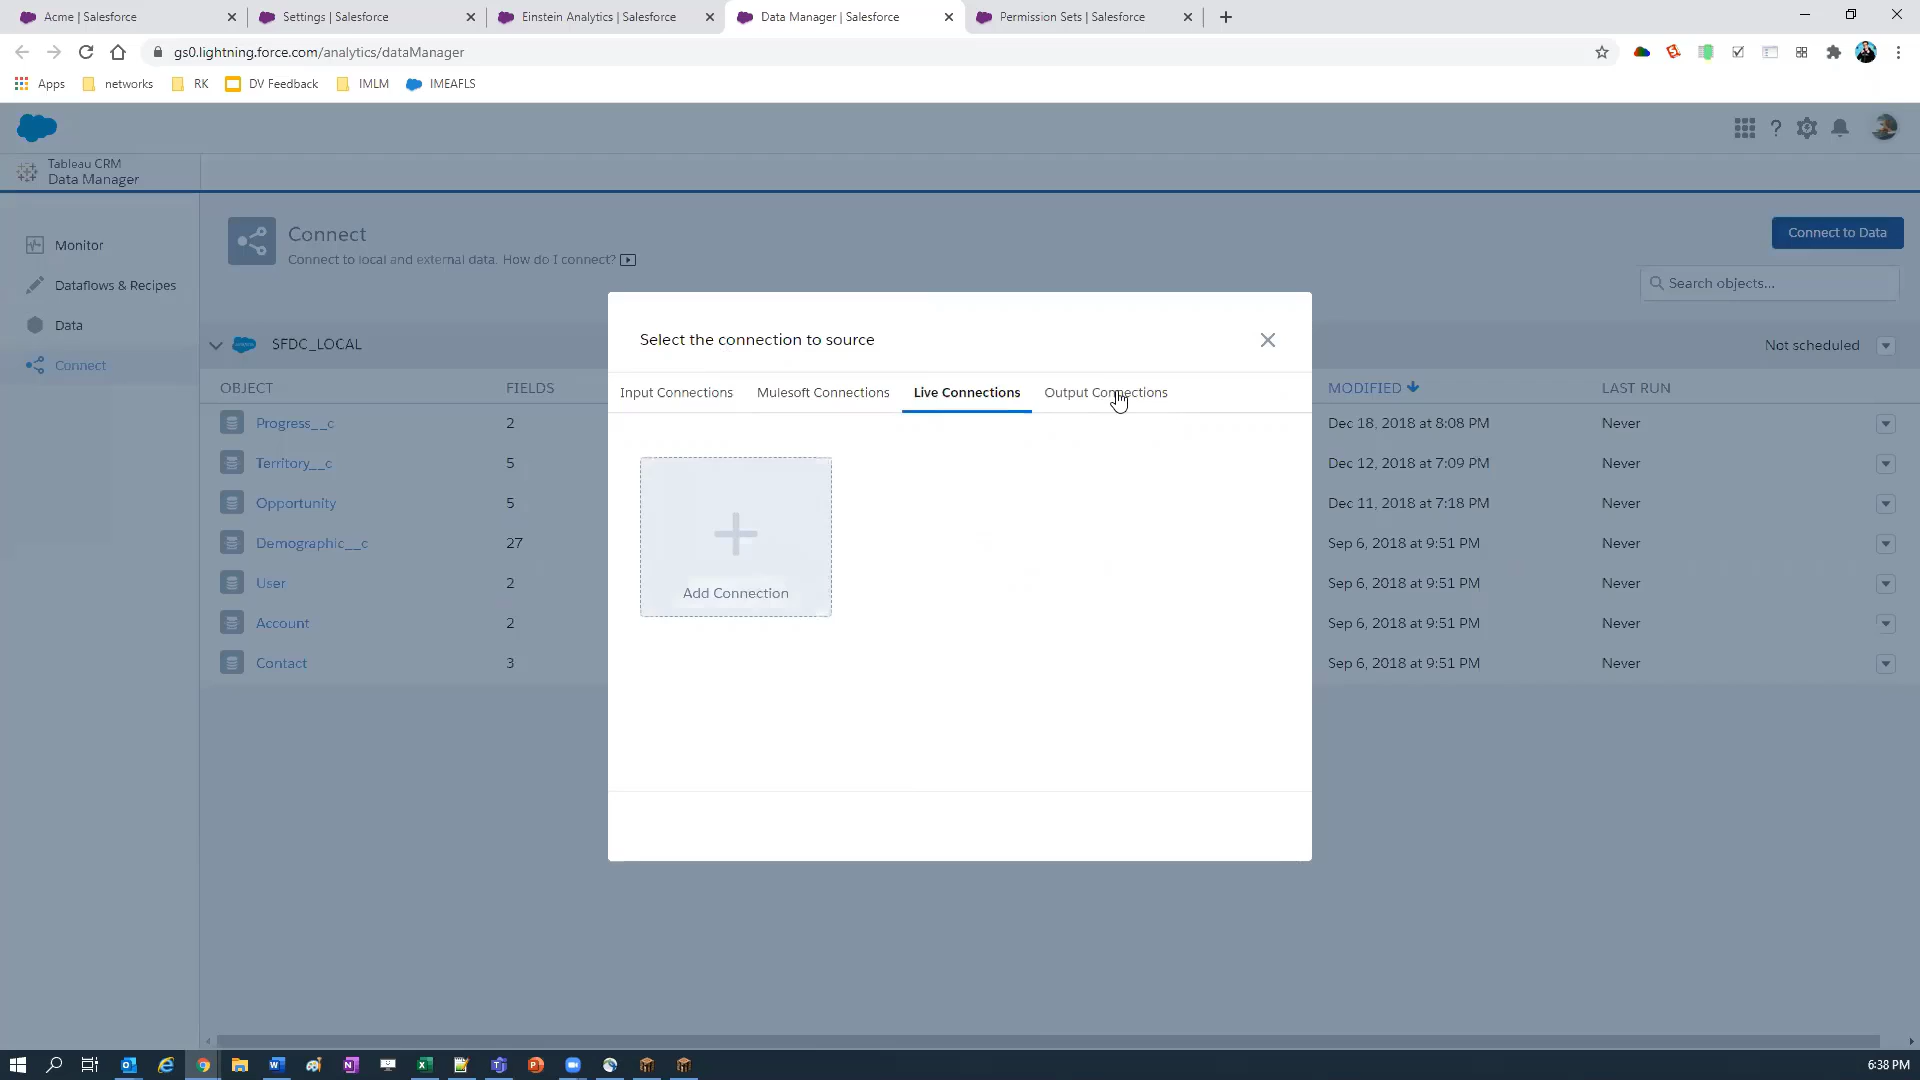 Acme | Salesforce
Settings | Salesforce
Einstein Analytics | Salesforce
Data Manager | Salesforce
Permission Sets | Salesforce
gs0.lightning.force.com/analytics/dataManager
Apps
networks
RK
DV Feedback
IMLM
IMEAFLS
Tableau CRM
Data Manager
Monitor
Dataflows & Recipes
Data
Connect
Connect
Connect to local and external data. How do I connect?
Connect to Data
Search objects...
SFDC_LOCAL
Not scheduled
OBJECT FIELDS MODIFIED LAST RUN
Progress__c 2 Dec 18, 2018 at 8:08 PM Never
Territory__c 5 Dec 12, 2018 at 7:09 PM Never
Opportunity 5 Dec 11, 2018 at 7:18 PM Never
Demographic__c 27 Sep 6, 2018 at 9:51 PM Never
User 2 Sep 6, 2018 at 9:51 PM Never
Account 2 Sep 6, 2018 at 9:51 PM Never
Contact 3 Sep 6, 2018 at 9:51 PM Never
Select the connection to source
Input Connections Mulesoft Connections Live Connections Output Connections
Add Connection
6:38 PM